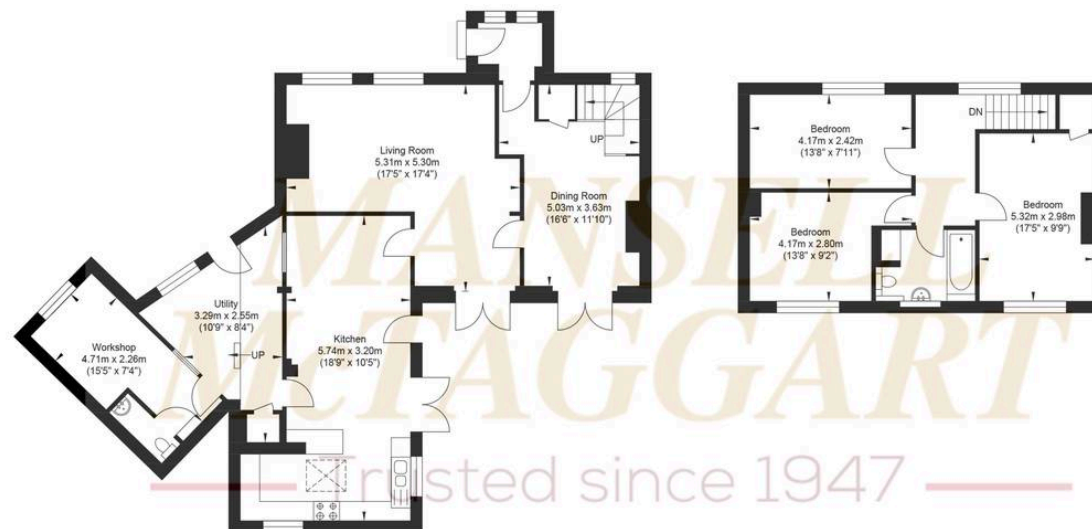 Living Room
5.31m x 5.30m
(17'5" x 17'4")
UP
Dining Room
5.03m x 3.63m
(16'6" x 11'10")
Utility
3.29m x 2.55m
(10'9" x 8'4")
UP
Workshop
4.71m x 2.26m
(15'5" x 7'4")
Kitchen
5.74m x 3.20m
(18'9" x 10'5")
Bedroom
4.17m x 2.42m
(13'8" x 7'11")
DN
Bedroom
5.32m x 2.98m
(17'5" x 9'9")
Bedroom
4.17m x 2.80m
(13'8" x 9'2")
MANSELL
McTAGGART
Trusted since 1947